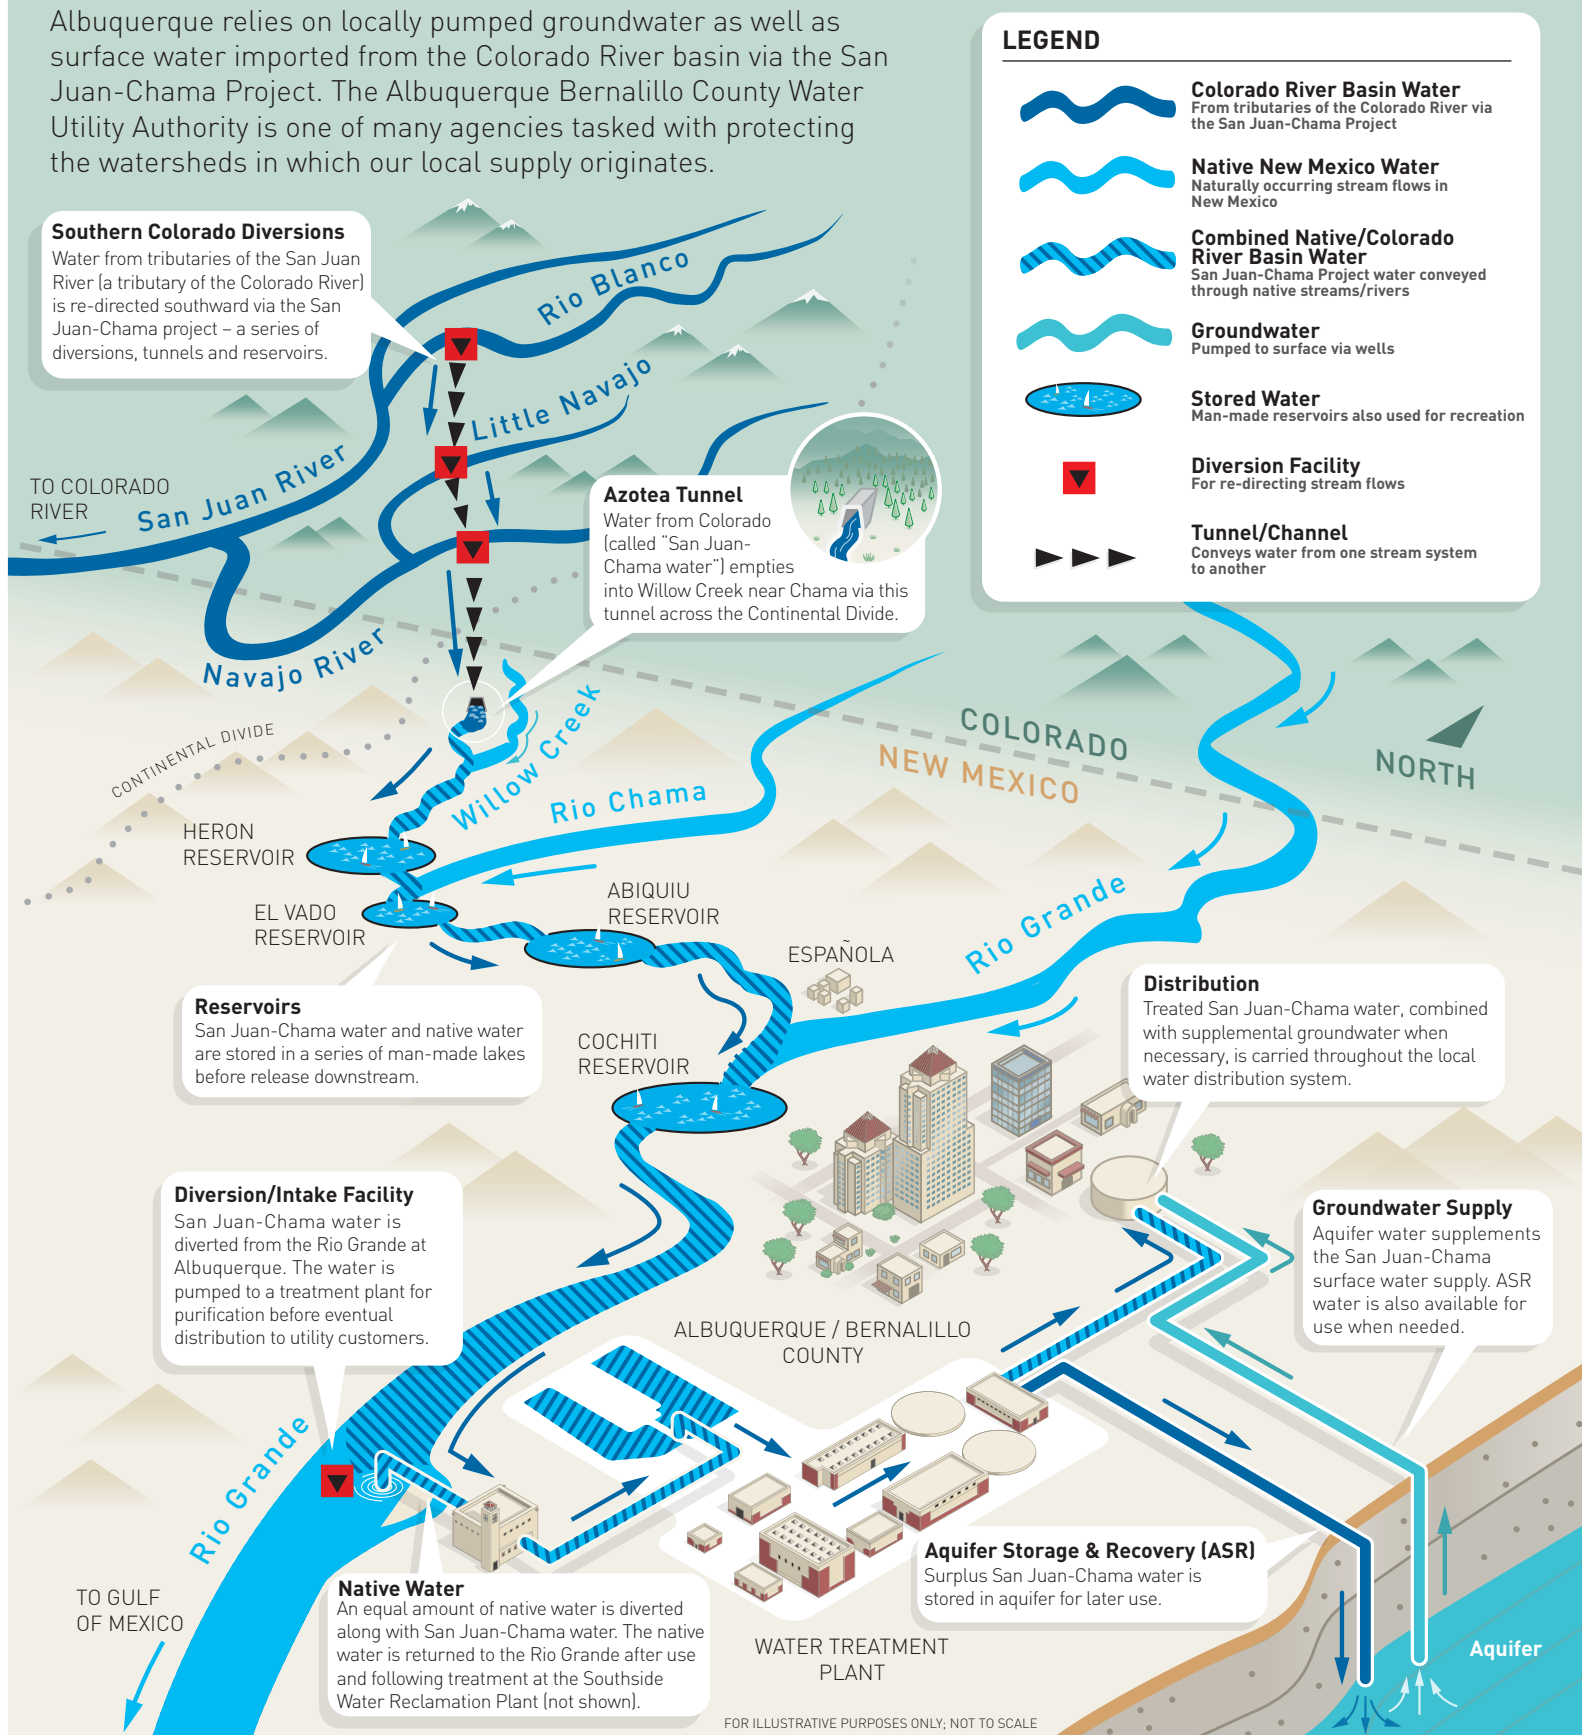 Albuquerque relies on locally pumped groundwater as well as
surface water imported from the Colorado River basin via the San
Juan-Chama Project. The Albuquerque Bernalillo County Water
Utility Authority is one of many agencies tasked with protecting
the watersheds in which our local supply originates.
LEGEND
Colorado River Basin Water
From tributaries of the Colorado River via
the San Juan-Chama Project
Native New Mexico Water
Naturally occurring stream flows in
New Mexico
Combined Native/Colorado
River Basin Water
San Juan-Chama Project water conveyed
through native streams/rivers
Groundwater
Pumped to surface via wells
Stored Water
Man-made reservoirs also used for recreation
Diversion Facility
For re-directing stream flows
Tunnel/Channel
Conveys water from one stream system
to another
Southern Colorado Diversions
Water from tributaries of the San Juan
River (a tributary of the Colorado River)
is re-directed southward via the San
Juan-Chama project – a series of
diversions, tunnels and reservoirs.
Rio Blanco
Little Navajo
San Juan River
TO COLORADO
RIVER
Navajo River
Azotea Tunnel
Water from Colorado
(called “San Juan-
Chama water”) empties
into Willow Creek near Chama via this
tunnel across the Continental Divide.
CONTINENTAL DIVIDE
Willow Creek
Rio Chama
COLORADO
NEW MEXICO
NORTH
HERON
RESERVOIR
EL VADO
RESERVOIR
ABIQUIU
RESERVOIR
ESPAÑOLA
Rio Grande
Reservoirs
San Juan-Chama water and native water
are stored in a series of man-made lakes
before release downstream.
COCHITI
RESERVOIR
Distribution
Treated San Juan-Chama water, combined
with supplemental groundwater when
necessary, is carried throughout the local
water distribution system.
Diversion/Intake Facility
San Juan-Chama water is
diverted from the Rio Grande at
Albuquerque. The water is
pumped to a treatment plant for
purification before eventual
distribution to utility customers.
Groundwater Supply
Aquifer water supplements
the San Juan-Chama
surface water supply. ASR
water is also available for
use when needed.
ALBUQUERQUE / BERNALILLO
COUNTY
Rio Grande
TO GULF
OF MEXICO
Native Water
An equal amount of native water is diverted
along with San Juan-Chama water. The native
water is returned to the Rio Grande after use
and following treatment at the Southside
Water Reclamation Plant (not shown).
Aquifer Storage & Recovery (ASR)
Surplus San Juan-Chama water is
stored in aquifer for later use.
WATER TREATMENT
PLANT
Aquifer
FOR ILLUSTRATIVE PURPOSES ONLY; NOT TO SCALE